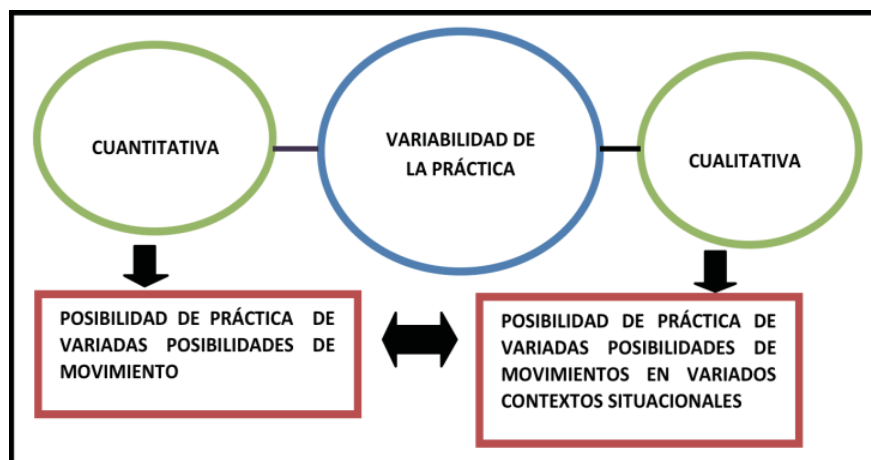 CUANTITATIVA
VARIABILIDAD DE
LA PRÁCTICA
CUALITATIVA
POSIBILIDAD DE PRÁCTICA DE
VARIADAS POSIBILIDADES DE
MOVIMIENTO
POSIBILIDAD DE PRÁCTICA DE
VARIADAS POSIBILIDADES DE
MOVIMIENTOS EN VARIADOS
CONTEXTOS SITUACIONALES